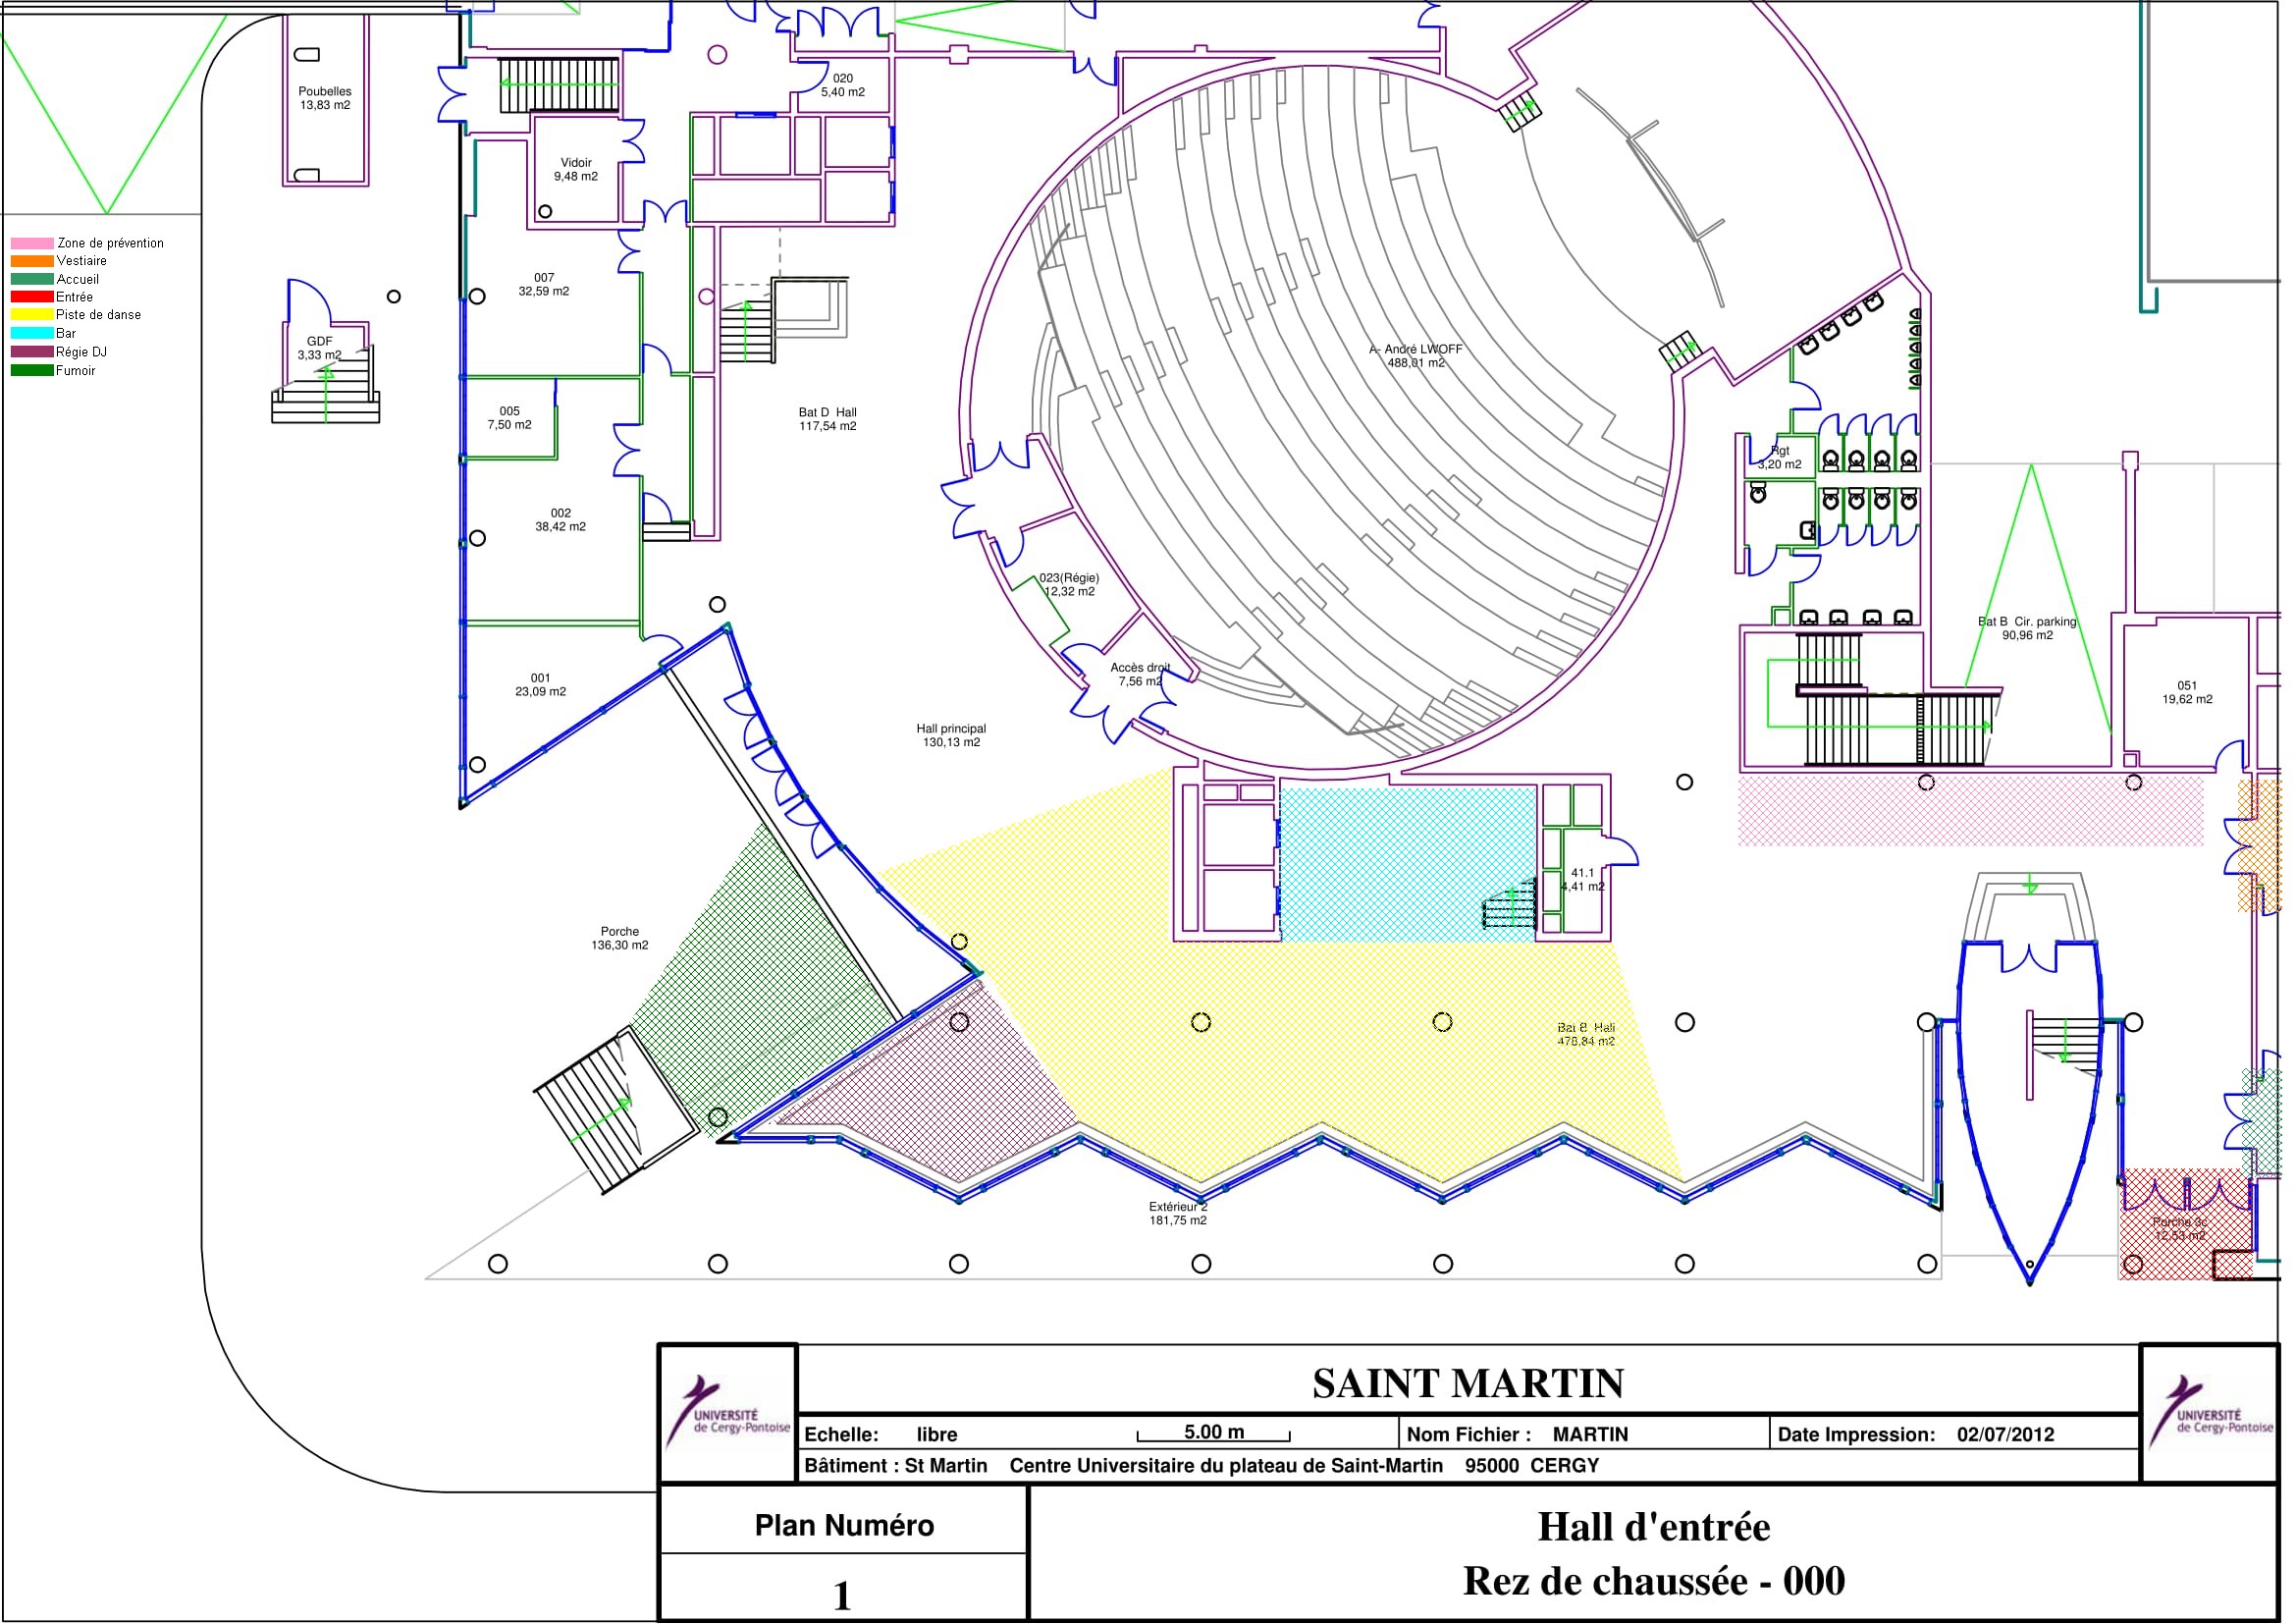 Poubelles
13,83 m2
020
5,40 m2
Vidoir
9,48 m2
Zone de prévention
Vestiaire
Accueil
Entrée
Piste de danse
Bar
Régie DJ
Fumoir
007
32,59 m2
GDF
3,33 m2
A- André LWOFF
488,01 m2
005
7,50 m2
Bat D Hall
117,54 m2
Rgt
3,20 m2
002
38,42 m2
023(Régie)
12,32 m2
Bat B Cir. parking
90,96 m2
Accès droit
7,56 m2
001
23,09 m2
051
19,62 m2
Hall principal
130,13 m2
41.1
4,41 m2
Porche
136,30 m2
Bat B Hall
478,84 m2
Extérieur 2
181,75 m2
Porche 3c
12,53 m2
UNIVERSITÉ
de Cergy-Pontoise
SAINT MARTIN
UNIVERSITÉ
de Cergy-Pontoise
Echelle: libre 5.00 m Nom Fichier : MARTIN Date Impression: 02/07/2012
Bâtiment : St Martin Centre Universitaire du plateau de Saint-Martin 95000 CERGY
Plan Numéro
1
Hall d'entrée
Rez de chaussée - 000